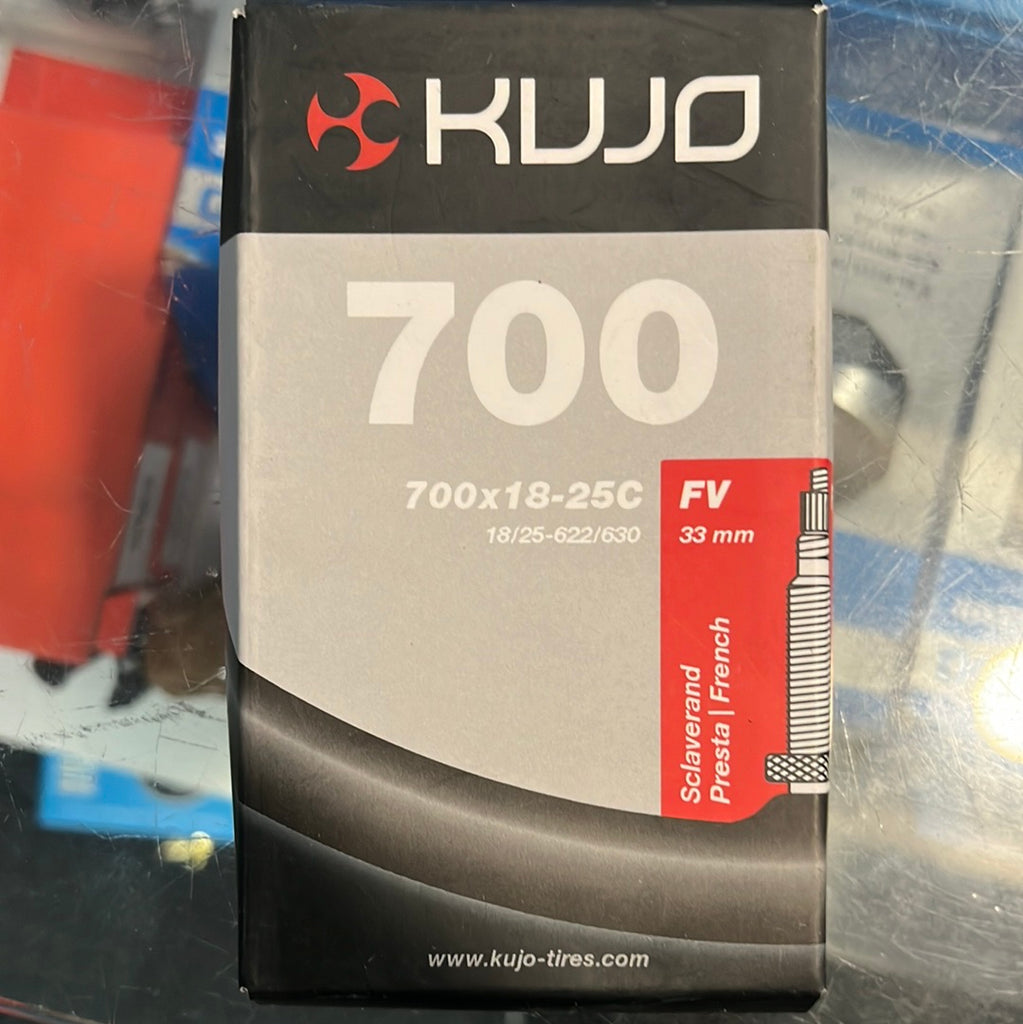 KUJO
700
700x18-25C
18/25-622/630
FV
33 mm
Sclaverand
Presta | French
www.kujo-tires.com